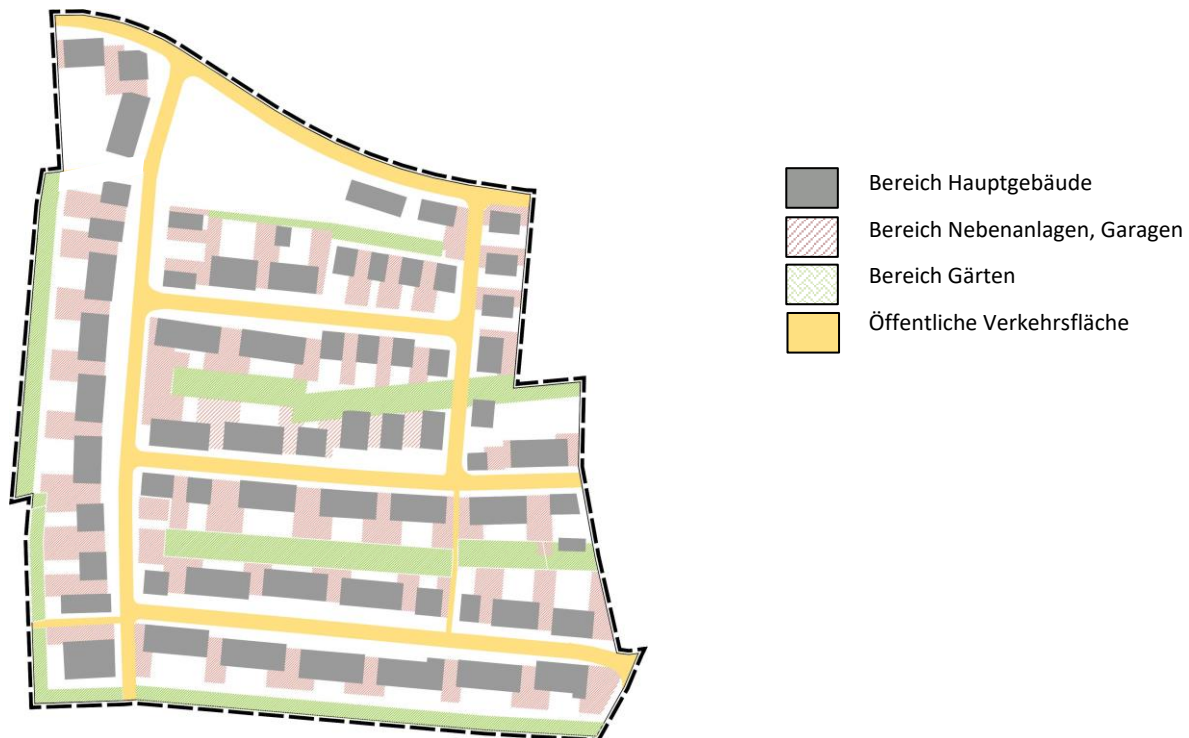 Bereich Hauptgebäude
Bereich Nebenanlagen, Garagen
Bereich Gärten
Öffentliche Verkehrsfläche